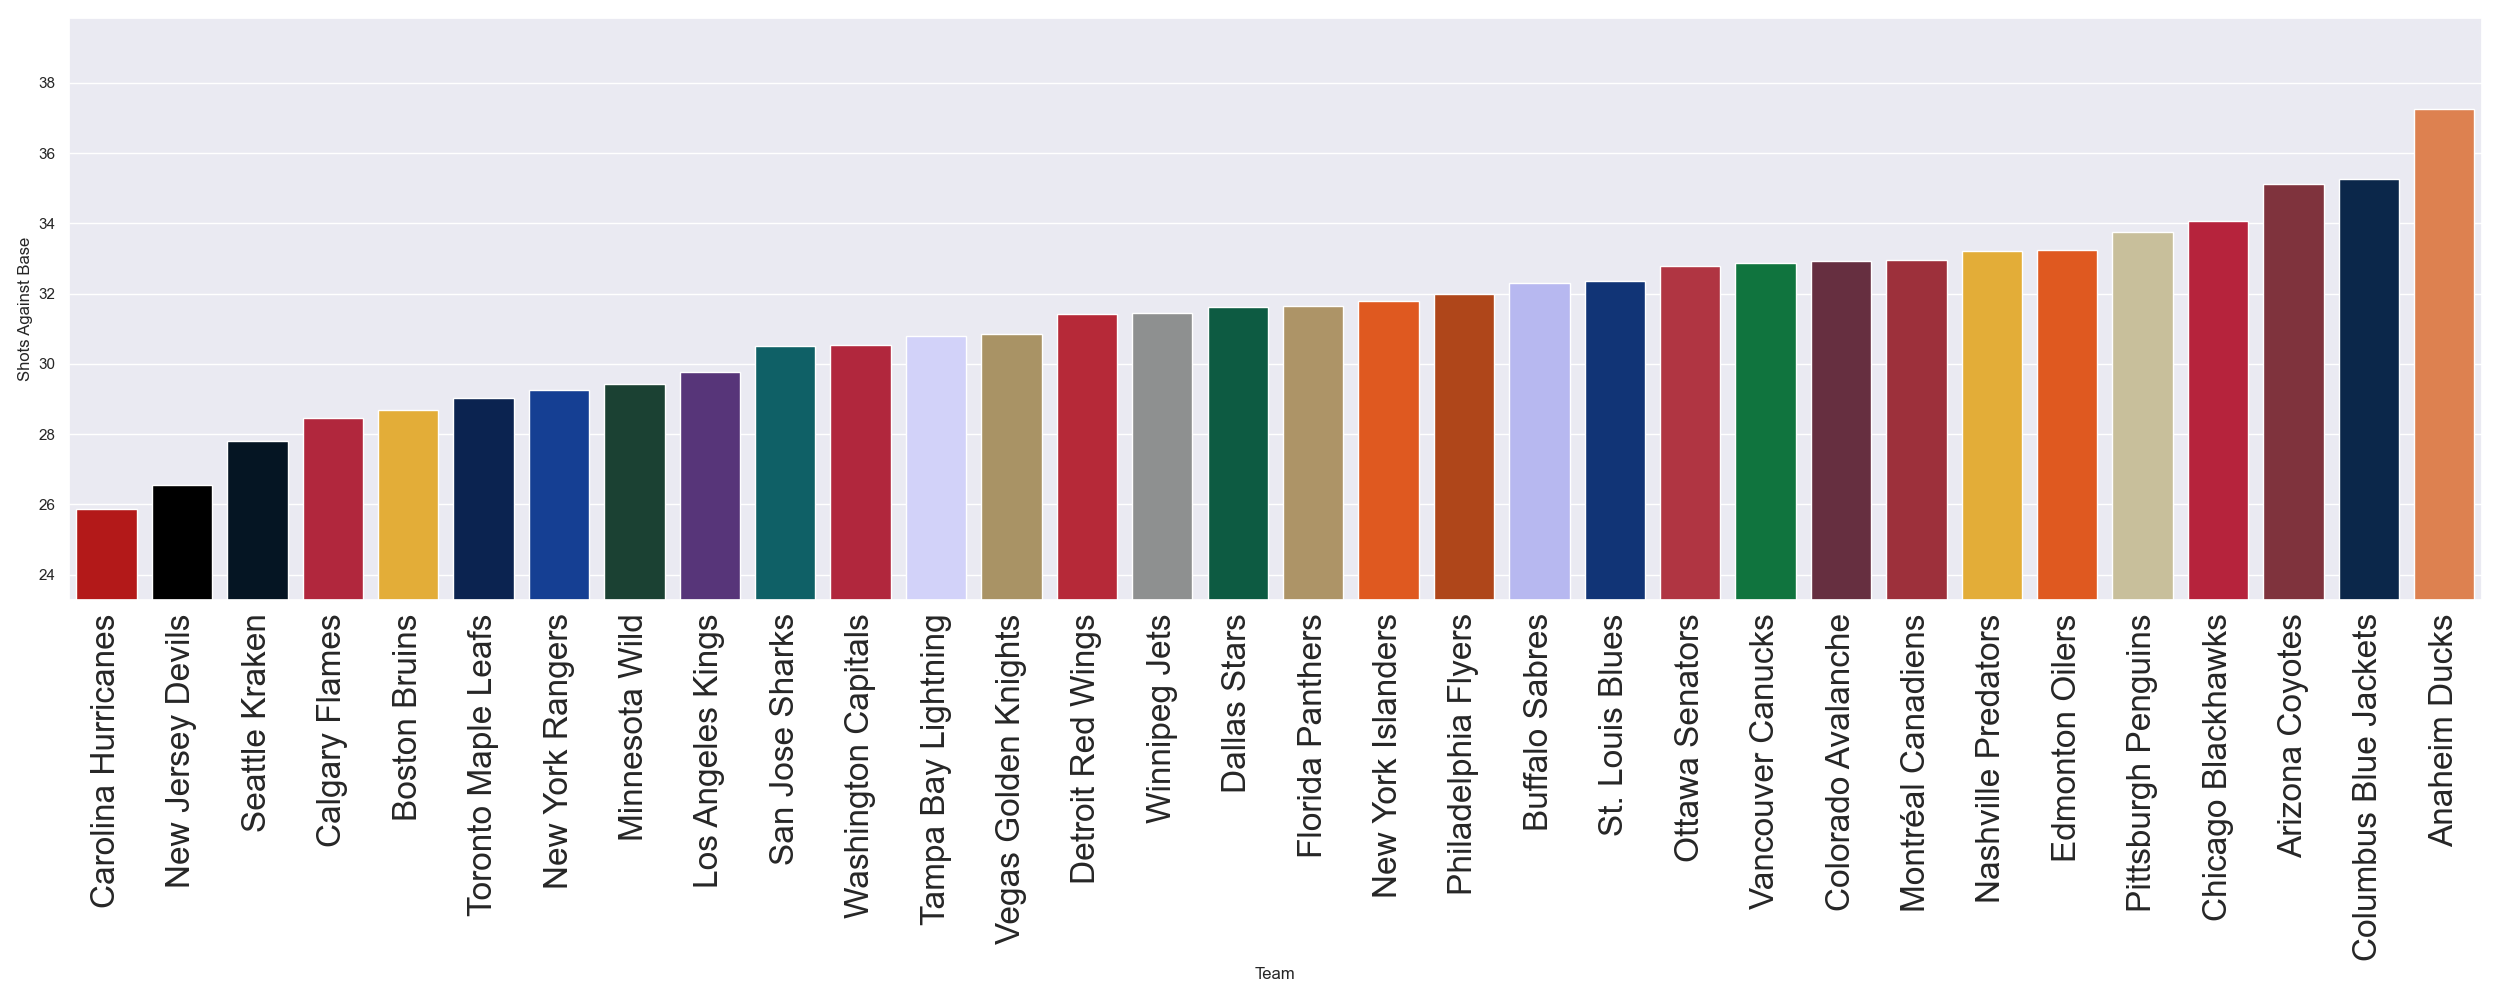 38
36
34
32
30
28
26
24
Shots Against Base
Carolina Hurricanes
New Jersey Devils
Seattle Kraken
Calgary Flames
Boston Bruins
Toronto Maple Leafs
New York Rangers
Minnesota Wild
Los Angeles Kings
San Jose Sharks
Washington Capitals
Tampa Bay Lightning
Vegas Golden Knights
Detroit Red Wings
Winnipeg Jets
Dallas Stars
Florida Panthers
New York Islanders
Philadelphia Flyers
Buffalo Sabres
St. Louis Blues
Ottawa Senators
Vancouver Canucks
Colorado Avalanche
Montréal Canadiens
Nashville Predators
Edmonton Oilers
Pittsburgh Penguins
Chicago Blackhawks
Arizona Coyotes
Columbus Blue Jackets
Anaheim Ducks
Team